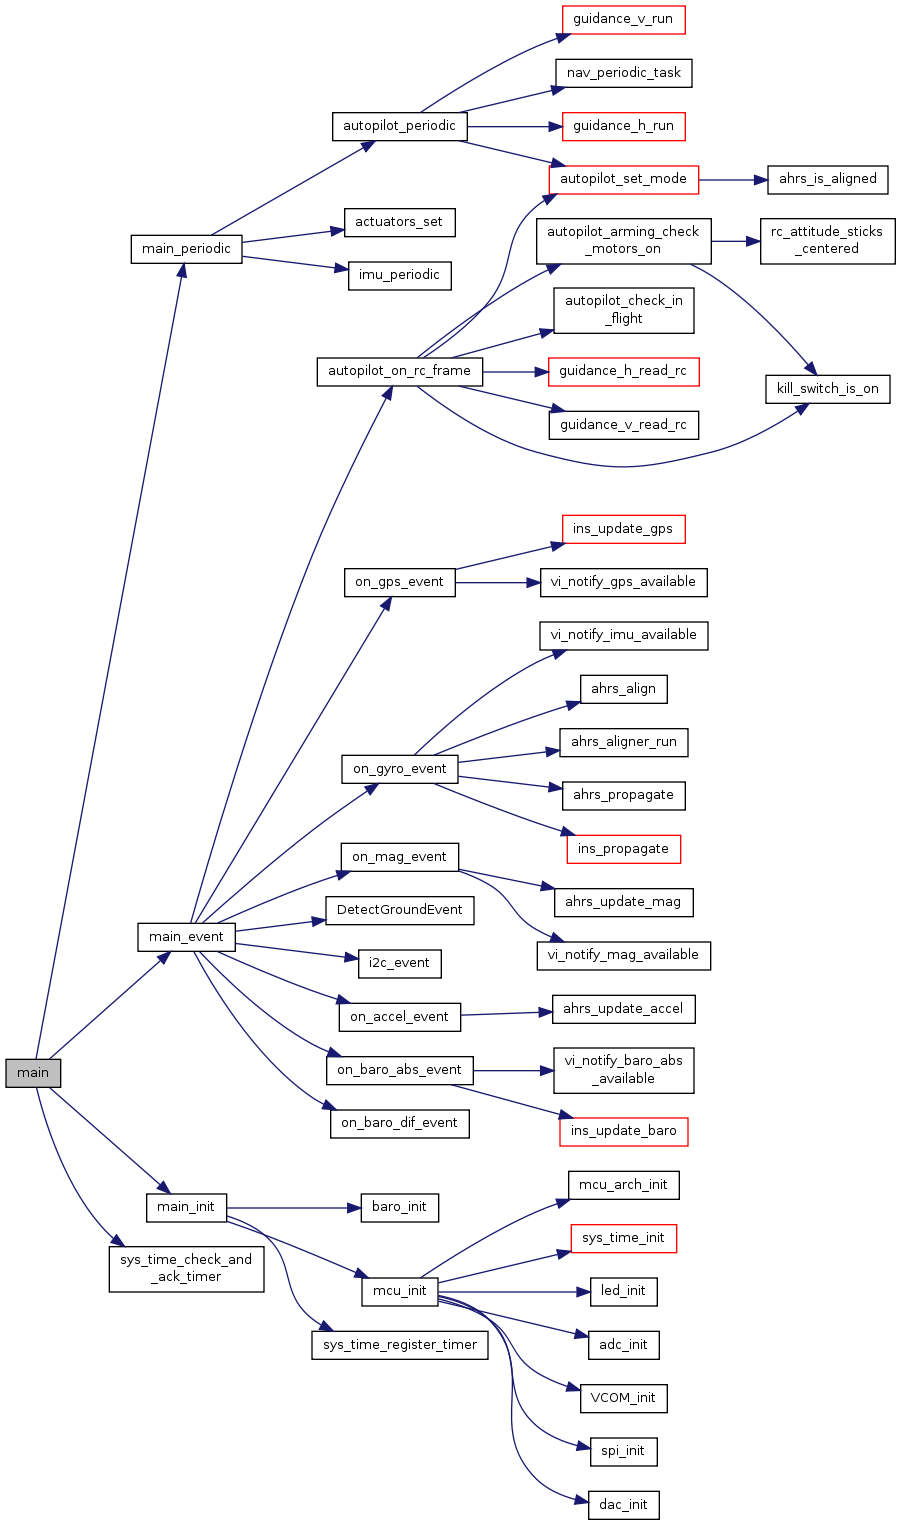 guidance_v_run
nav_periodic_task
autopilot_periodic
guidance_h_run
autopilot_set_mode
ahrs_is_aligned
actuators_set
main_periodic
imu_periodic
autopilot_arming_check
_motors_on
rc_attitude_sticks
_centered
autopilot_check_in
_flight
autopilot_on_rc_frame
guidance_h_read_rc
kill_switch_is_on
guidance_v_read_rc
ins_update_gps
on_gps_event
vi_notify_gps_available
vi_notify_imu_available
ahrs_align
ahrs_aligner_run
on_gyro_event
ahrs_propagate
ins_propagate
on_mag_event
ahrs_update_mag
DetectGroundEvent
main_event
vi_notify_mag_available
i2c_event
on_accel_event
ahrs_update_accel
main
on_baro_abs_event
vi_notify_baro_abs
_available
on_baro_dif_event
ins_update_baro
mcu_arch_init
main_init
baro_init
sys_time_init
sys_time_check_and
_ack_timer
mcu_init
led_init
sys_time_register_timer
adc_init
VCOM_init
spi_init
dac_init